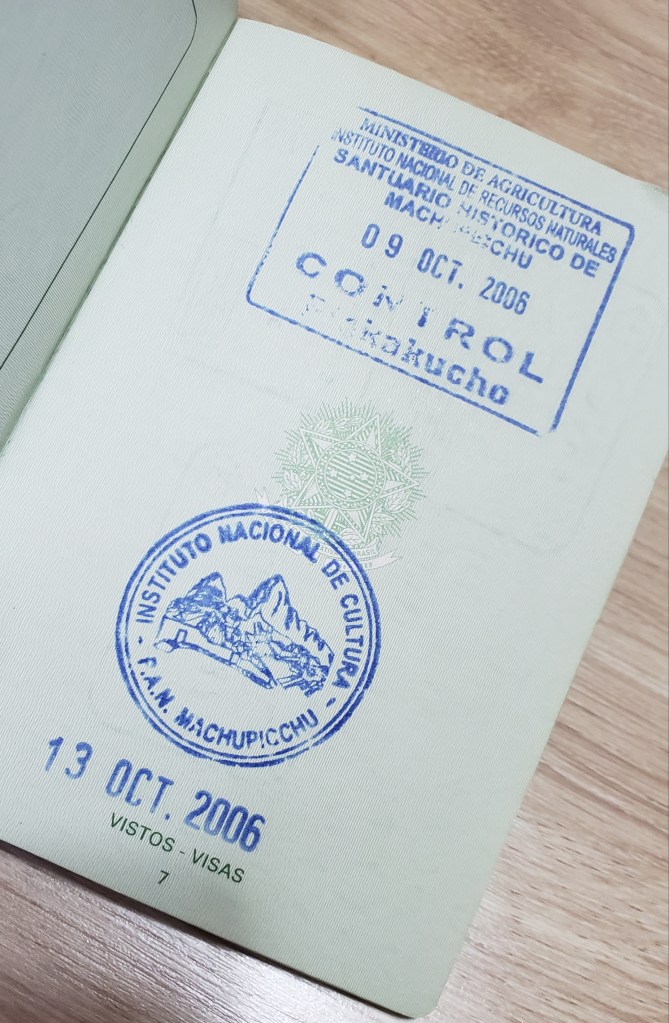 MINISTERIO DE AGRICULTURA
INSTITUTO NACIONAL DE RECURSOS NATURALES
SANTUARIO HISTORICO DE
MACHUPICCHU
09 OCT. 2006
CONTROL
INSTITUTO NACIONAL DE CULTURA
MACHUPICCHU
13 OCT. 2006
VISTOS - VISAS
7